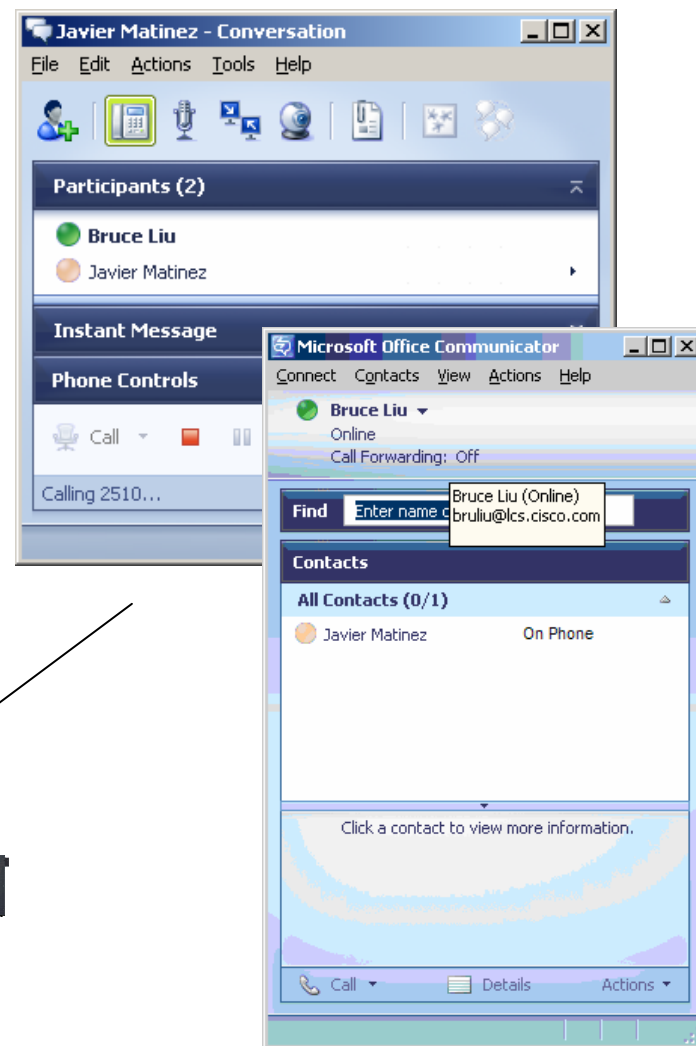 Javier Matinez - Conversation
File Edit Actions Tools Help
Participants (2)
Bruce Liu
Javier Matinez
Instant Message
Phone Controls
Call
Calling 2510...
Microsoft Office Communicator
Connect Contacts View Actions Help
Bruce Liu
Online
Call Forwarding: Off
Find Enter name
Bruce Liu (Online)
bruliu@lcs.cisco.com
Contacts
All Contacts (0/1)
Javier Matinez On Phone
Click a contact to view more information.
Call Details Actions